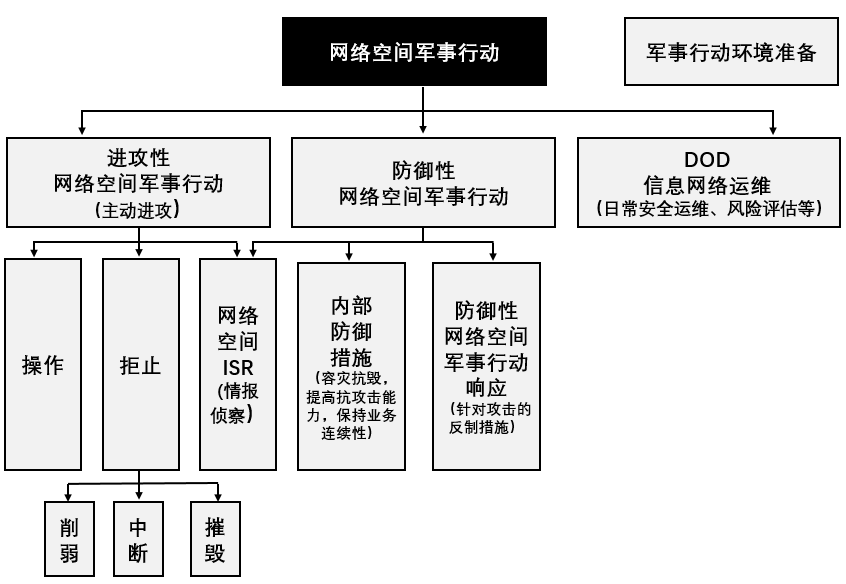 网络空间军事行动
军事行动环境准备
进攻性
网络空间军事行动
(主动进攻)
防御性
网络空间军事行动
DOD
信息网络运维
(日常安全运维、风险评估等)
操作
拒止
网络
空间
ISR
(情报
侦察)
内部
防御
措施
(容灾抗毁，
提高抗攻击能
力，保持业务
连续性)
防御性
网络空间
军事行动
响应
(针对攻击的
反制措施)
削
弱
中
断
摧
毁